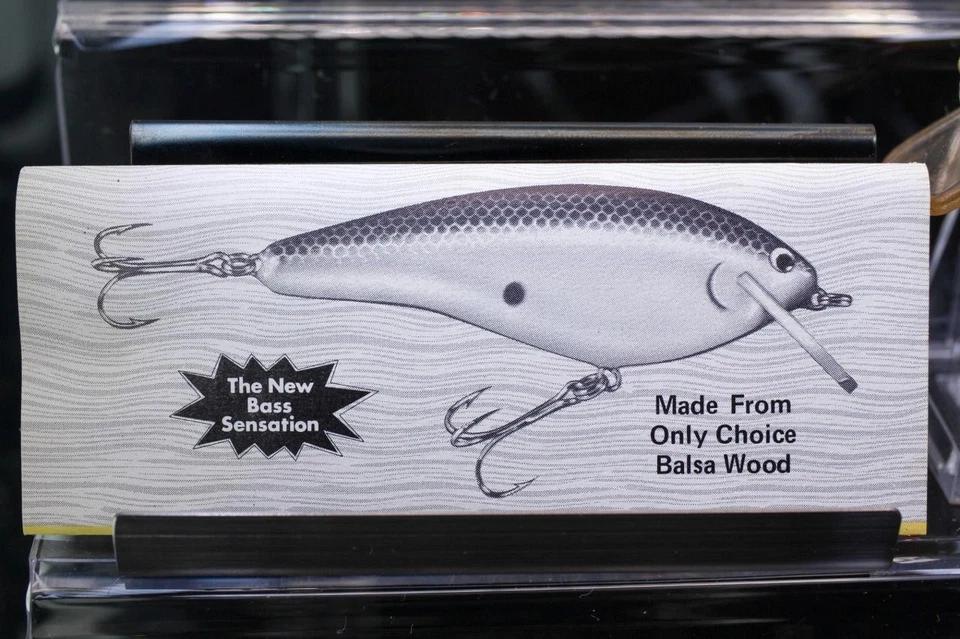 The New
Bass
Sensation
Made From
Only Choice
Balsa Wood